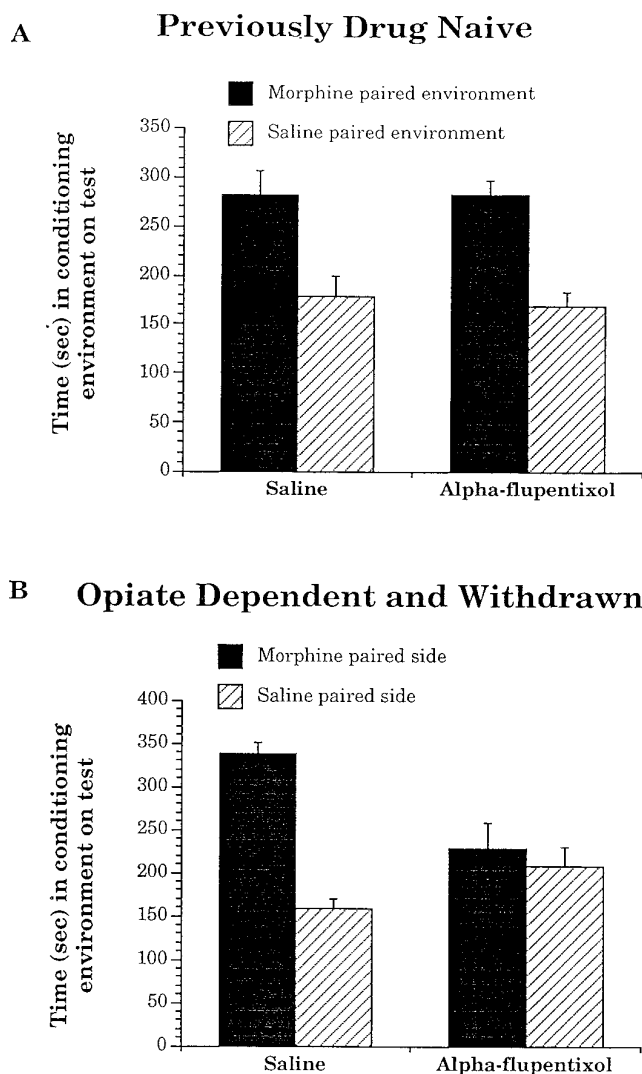 A
Previously Drug Naive
Morphine paired environment
Saline paired environment
Time (sec) in conditioning
environment on test
350
300
250
200
150
100
50
0
Saline
Alpha-flupentixol
B
Opiate Dependent and Withdrawn
Morphine paired side
Saline paired side
Time (sec) in conditioning
environment on test
400
350
300
250
200
150
100
50
0
Saline
Alpha-flupentixol